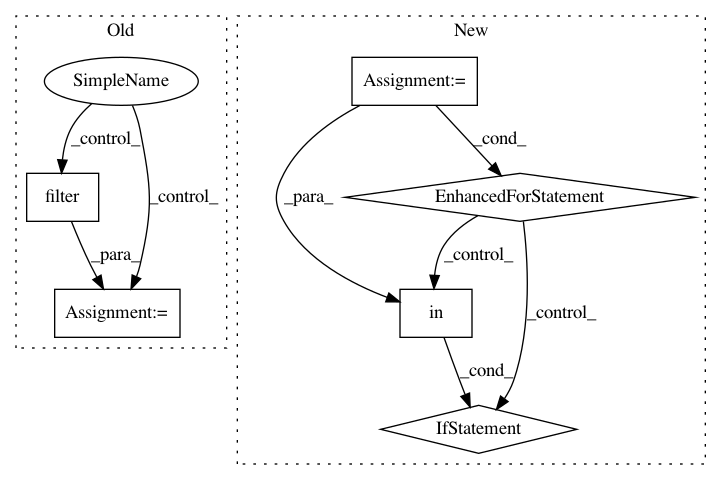 Old
SimpleName
_control_
_control_
filter
_para_
Assignment:=
New
Assignment:=
_cond_
_para_
EnhancedForStatement
_control_
_control_
in
_cond_
IfStatement